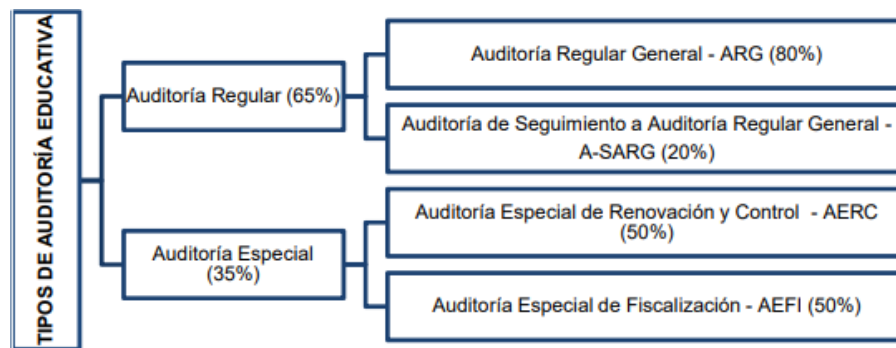 TIPOS DE AUDITORÍA EDUCATIVA
Auditoría Regular (65%)
Auditoría Regular General - ARG (80%)
Auditoría de Seguimiento a Auditoría Regular General -
A-SARG (20%)
Auditoría Especial
(35%)
Auditoría Especial de Renovación y Control - AERC
(50%)
Auditoría Especial de Fiscalización - AEFI (50%)